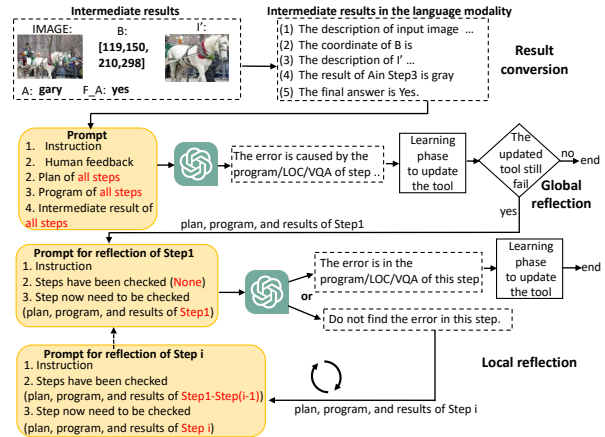 Intermediate results
IMAGE:
B:
[119,150,
210,298]
I':
A: gary
F_A: yes
Intermediate results in the language modality
(1) The description of input image ...
(2) The coordinate of B is
(3) The description of I' ...
(4) The result of Ain Step3 is gray
(5) The final answer is Yes.
Result
conversion
Prompt
1. Instruction
2. Human feedback
2. Plan of all steps
3. Program of all steps
4. Intermediate result of
all steps
The error is caused by the
program/LOC/VQA of step ..
Learning
phase
to update
the tool
The
updated
tool still
fail
no
end
yes
Global
reflection
plan, program, and results of Step1
Prompt for reflection of Step1
1. Instruction
2. Steps have been checked (None)
3. Step now need to be checked
(plan, program, and results of Step1)
or
The error is in the
program/LOC/VQA of this step
Do not find the error in this step.
Learning
phase
to update
the tool
end
Prompt for reflection of Step i
1. Instruction
2. Steps have been checked
(plan, program, and results of Step1-Step(i-1))
3. Step now need to be checked
(plan, program, and results of Step i)
plan, program, and results of Step i
Local reflection